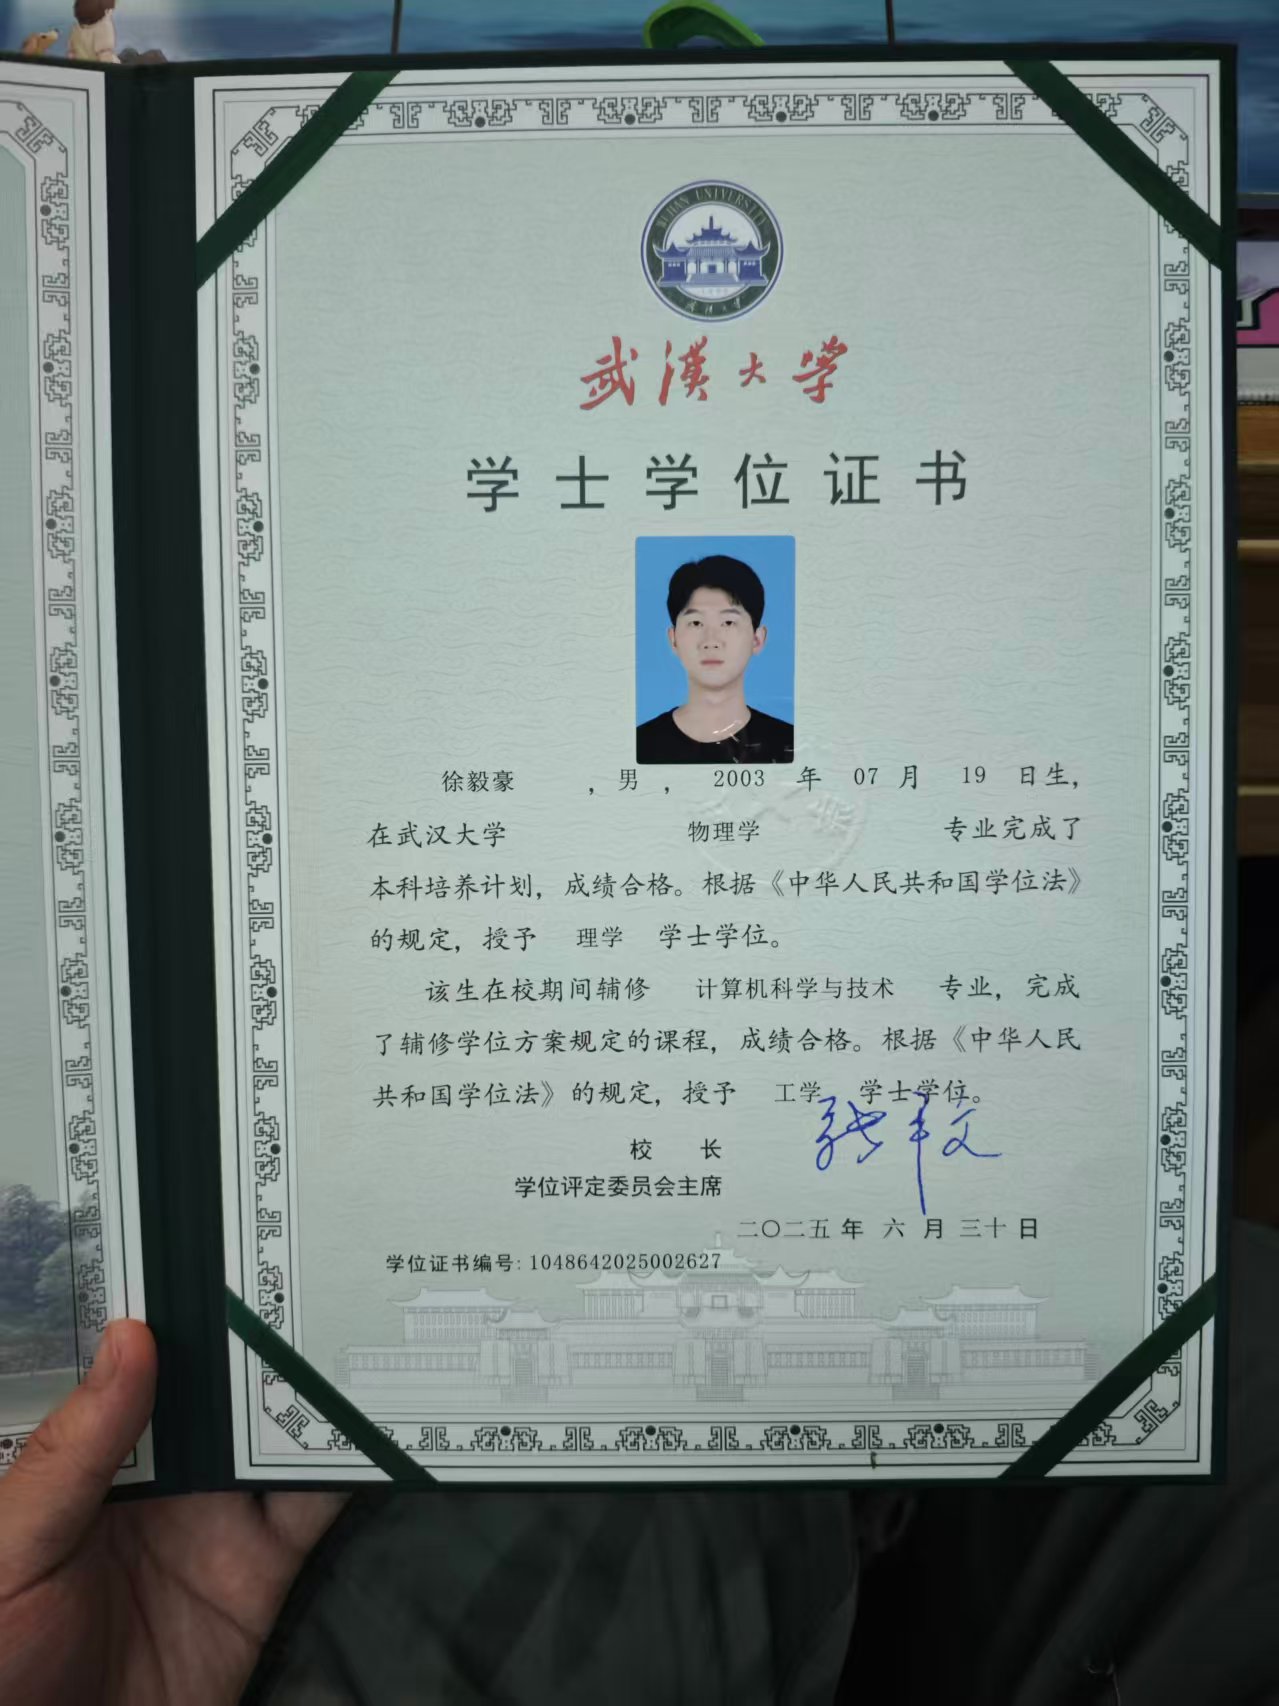 WUHAN UNIVERSITY
武漢大學
学士学位证书
徐毅豪 ，男，2003 年 07 月 19 日生，
在武汉大学 物理学 专业完成了
本科培养计划，成绩合格。根据《中华人民共和国学位法》
的规定，授予 理学 学士学位。
该生在校期间辅修 计算机科学与技术 专业，完成
了辅修学位方案规定的课程，成绩合格。根据《中华人民
共和国学位法》的规定，授予 工学 学士学位。
校 长
张平文
学位评定委员会主席
二〇二五 年 六 月 三十 日
学位证书编号：1048642025002627